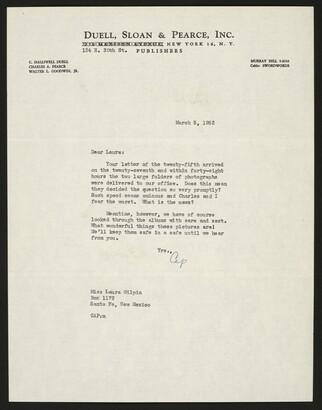 DUELL, SLOAN & PEARCE, INC.
270 MADISON AVENUE NEW YORK 16, N. Y.
124 E. 30th St. PUBLISHERS
C. HALLIWELL DUELL
CHARLES A. PEARCE
WALTER L. GOODWIN, JR.
MURRAY HILL
Cable: SWORDWORDS
March 5, 1952
Dear Laura:
Your letter of the twenty-fifth arrived
on the twenty-seventh and within forty-eight
hours the two large folders of photographs
were delivered to our office. Does this mean
they decided the question so very promptly?
Such speed seems ominous and Charles and I
fear the worst. What is the news?
Meantime, however, we have of course
looked through the albums with care and zest.
What wonderful things these pictures are!
We'll keep them safe in a safe until we hear
from you.
Yrs.,
Cap
Miss Laura Gilpin
Box 1173
Santa Fe, New Mexico
CAP:m